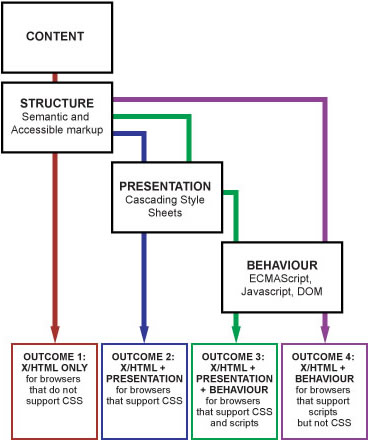 CONTENT
STRUCTURE
Semantic and
Accessible markup
PRESENTATION
Cascading Style
Sheets
BEHAVIOUR
ECMAScript,
Javascript, DOM
OUTCOME 1:
X/HTML ONLY
for browsers
that do not
support CSS
OUTCOME 2:
X/HTML +
PRESENTATION
for browsers
that support CSS
OUTCOME 3:
X/HTML +
PRESENTATION
+ BEHAVIOUR
for browsers
that support CSS
and scripts
OUTCOME 4:
X/HTML +
BEHAVIOUR
for browsers
that support
scripts
but not CSS